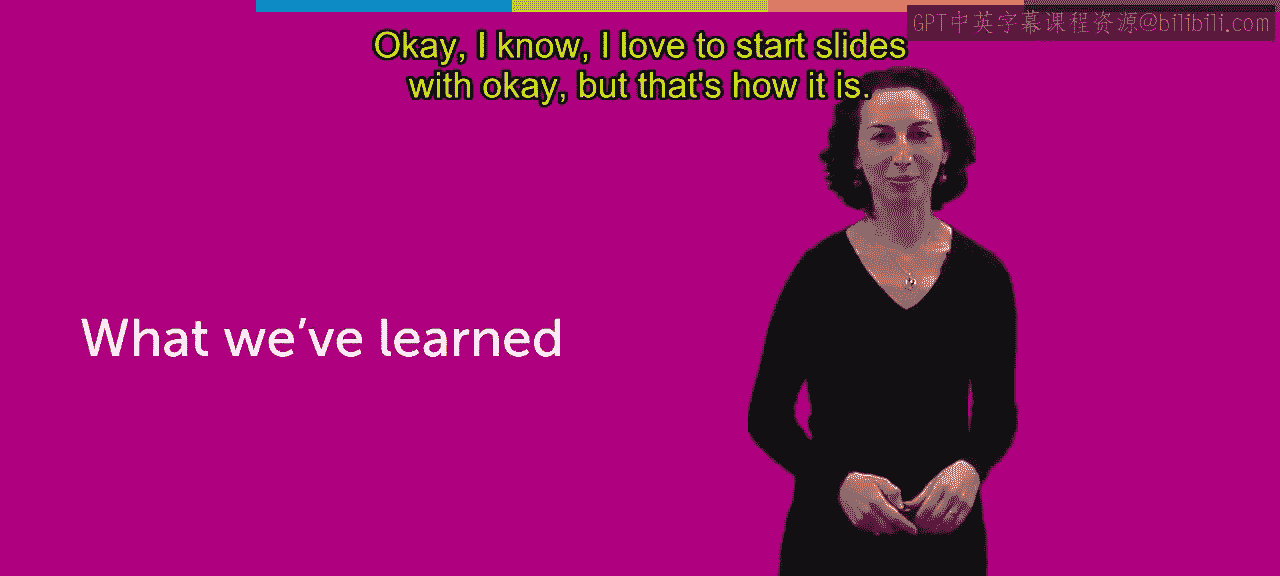 GPT中英字幕课程资源@bilibili.com
Okay, I know, I love to start slides
with okay, but that's how it is.
What we've learned